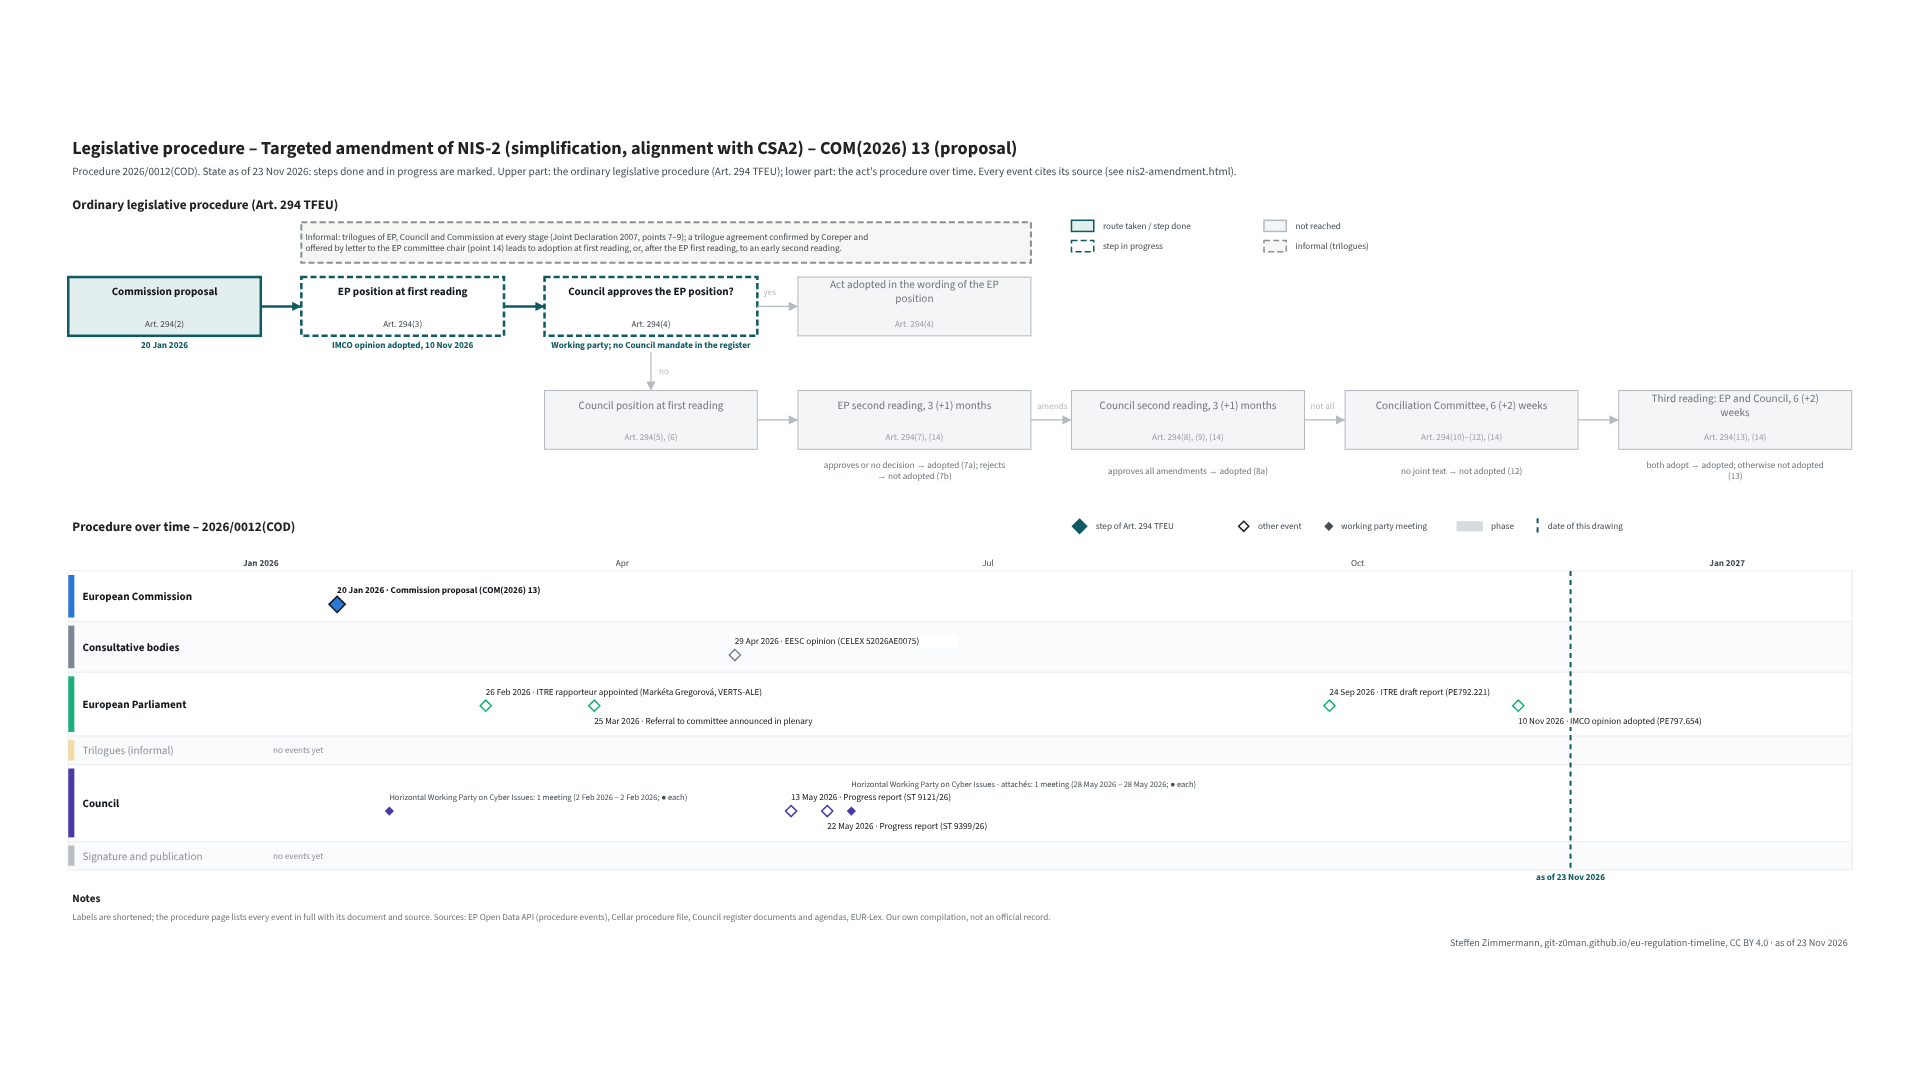 Legislative procedure – Targeted amendment of NIS-2 (simplification, alignment with CSA2) – COM(2026) 13 (proposal)
Procedure 2026/0012(COD). State as of 23 Nov 2026: steps done and in progress are marked. Upper part: the ordinary legislative procedure (Art. 294 TFEU); lower part: the act's procedure over time. Every event cites its source (see nis2-amendment.html).
Ordinary legislative procedure (Art. 294 TFEU)
Informal: trilogues of EP, Council and Commission at every stage (Joint Declaration 2007, points 7–9); a trilogue agreement confirmed by Coreper and
offered by letter to the EP committee chair (point 14) leads to adoption at first reading, or, after the EP first reading, to an early second reading.
route taken / step done
not reached
step in progress
informal (trilogues)
Commission proposal
Art. 294(2)
20 Jan 2026
EP position at first reading
Art. 294(3)
IMCO opinion adopted, 10 Nov 2026
Council approves the EP position?
Art. 294(4)
Working party; no Council mandate in the register
yes
Act adopted in the wording of the EP
position
Art. 294(4)
no
Council position at first reading
Art. 294(5), (6)
EP second reading, 3 (+1) months
Art. 294(7), (14)
approves or no decision → adopted (7a); rejects
→ not adopted (7b)
amends
Council second reading, 3 (+1) months
Art. 294(8), (9), (14)
approves all amendments → adopted (8a)
not all
Conciliation Committee, 6 (+2) weeks
Art. 294(10)–(12), (14)
no joint text → not adopted (12)
Third reading: EP and Council, 6 (+2)
weeks
Art. 294(13), (14)
both adopt → adopted; otherwise not adopted
(13)
Procedure over time – 2026/0012(COD)
step of Art. 294 TFEU
other event
working party meeting
phase
date of this drawing
Jan 2026
Apr
Jul
Oct
Jan 2027
European Commission
20 Jan 2026 · Commission proposal (COM(2026) 13)
Consultative bodies
29 Apr 2026 · EESC opinion (CELEX 52026AE0075)
European Parliament
26 Feb 2026 · ITRE rapporteur appointed (Markéta Gregorová, VERTS-ALE)
25 Mar 2026 · Referral to committee announced in plenary
24 Sep 2026 · ITRE draft report (PE792.221)
10 Nov 2026 · IMCO opinion adopted (PE797.654)
Trilogues (informal)
no events yet
Council
Horizontal Working Party on Cyber Issues: 1 meeting (2 Feb 2026 – 2 Feb 2026; ● each)
Horizontal Working Party on Cyber Issues - attachés: 1 meeting (28 May 2026 – 28 May 2026; ● each)
13 May 2026 · Progress report (ST 9121/26)
22 May 2026 · Progress report (ST 9399/26)
Signature and publication
no events yet
as of 23 Nov 2026
Notes
Labels are shortened; the procedure page lists every event in full with its document and source. Sources: EP Open Data API (procedure events), Cellar procedure file, Council register documents and agendas, EUR-Lex. Our own compilation, not an official record.
Steffen Zimmermann, git-z0man.github.io/eu-regulation-timeline, CC BY 4.0 · as of 23 Nov 2026